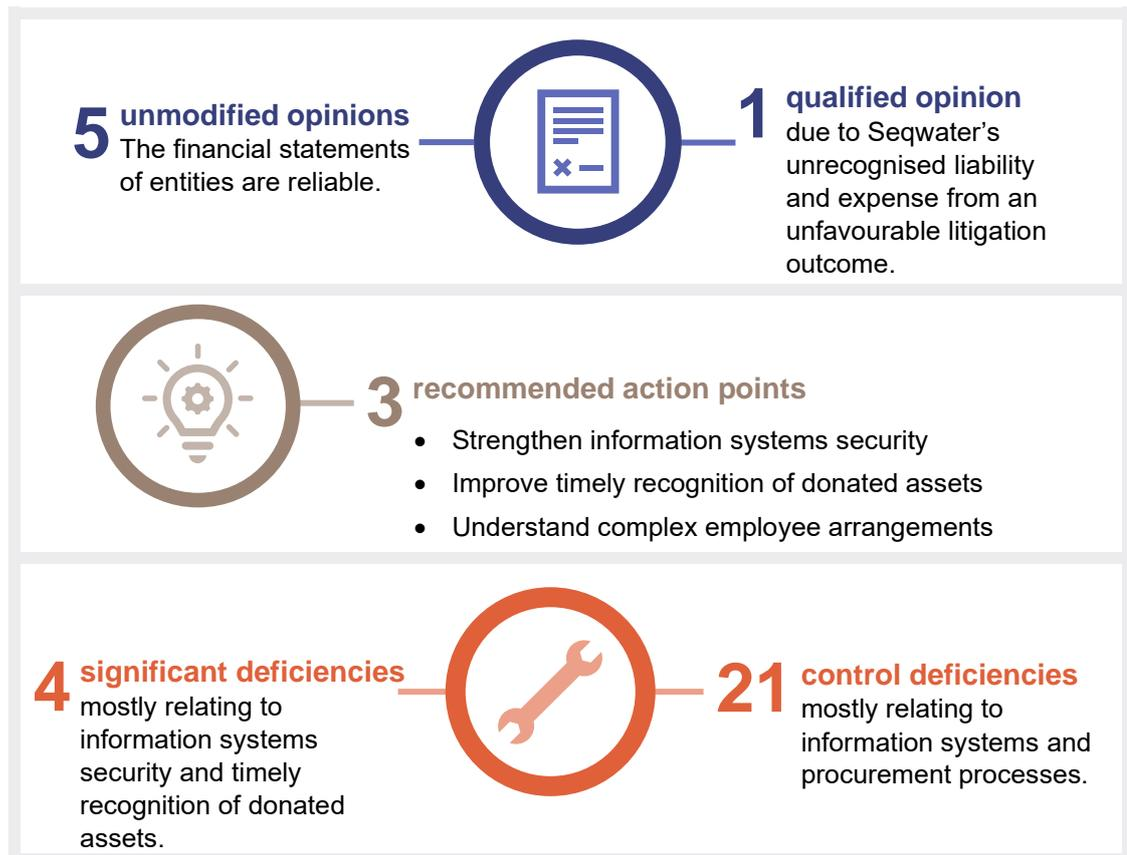 5 unmodified opinions
The financial statements
of entities are reliable.
1 qualified opinion
due to Seqwater’s
unrecognised liability
and expense from an
unfavourable litigation
outcome.
3 recommended action points
• Strengthen information systems security
• Improve timely recognition of donated assets
• Understand complex employee arrangements
4 significant deficiencies
mostly relating to
information systems
security and timely
recognition of donated
assets.
21 control deficiencies
mostly relating to
information systems and
procurement processes.